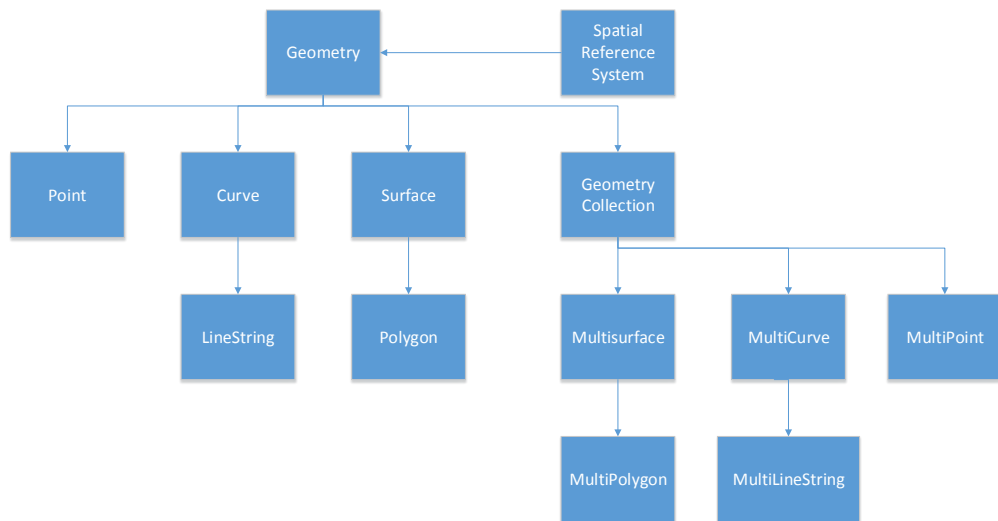 Geometry
Spatial
Reference
System
Point
Curve
Surface
Geometry
Collection
LineString
Polygon
Multisurface
MultiCurve
MultiPoint
MultiPolygon
MultiLineString